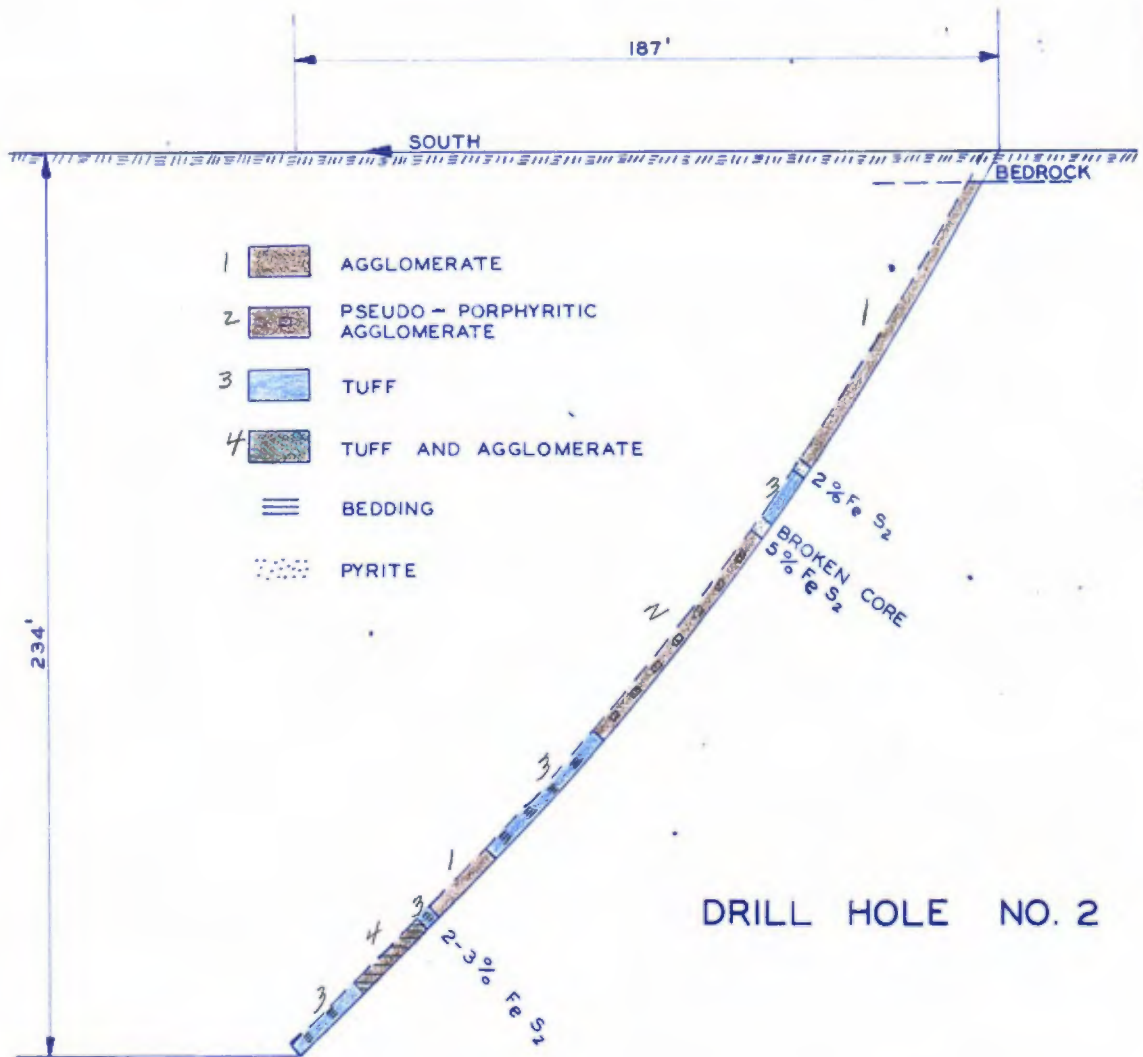 187'
SOUTH
BEDROCK
1 AGGLOMERATE
2 PSEUDO - PORPHYRITIC
AGGLOMERATE
3 TUFF
4 TUFF AND AGGLOMERATE
BEDDING
PYRITE
234'
1
3
2% Fe S2
BROKEN CORE
5% Fe S2
2
3
1
3
4
2-3% Fe S2
3
DRILL HOLE NO. 2